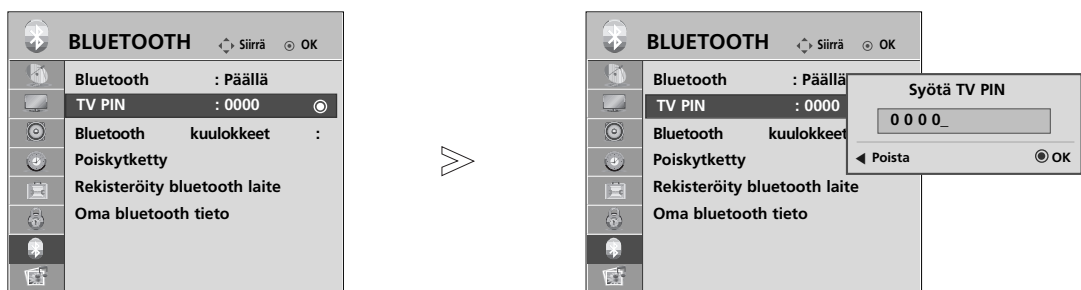 BLUETOOTH Siirrä OK
Bluetooth : Päällä
TV PIN : 0000
Bluetooth kuulokkeet :
Poiskytketty
Rekisteröity bluetooth laite
Oma bluetooth tieto
BLUETOOTH Siirrä OK
Bluetooth : Päällä
TV PIN : 0000
Bluetooth kuulokkeet
Poiskytketty
Rekisteröity bluetooth laite
Oma bluetooth tieto
Syötä TV PIN
0 0 0 0_
Poista OK